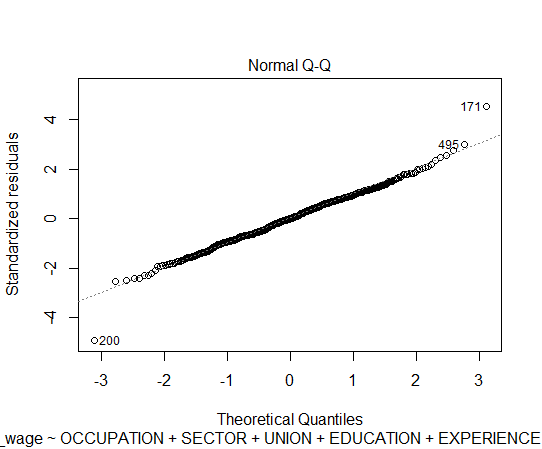 Normal Q-Q
Standardized residuals
4
2
0
-2
-4
171
495
200
-3 -2 -1 0 1 2 3
Theoretical Quantiles
_wage ~ OCCUPATION + SECTOR + UNION + EDUCATION + EXPERIENCE